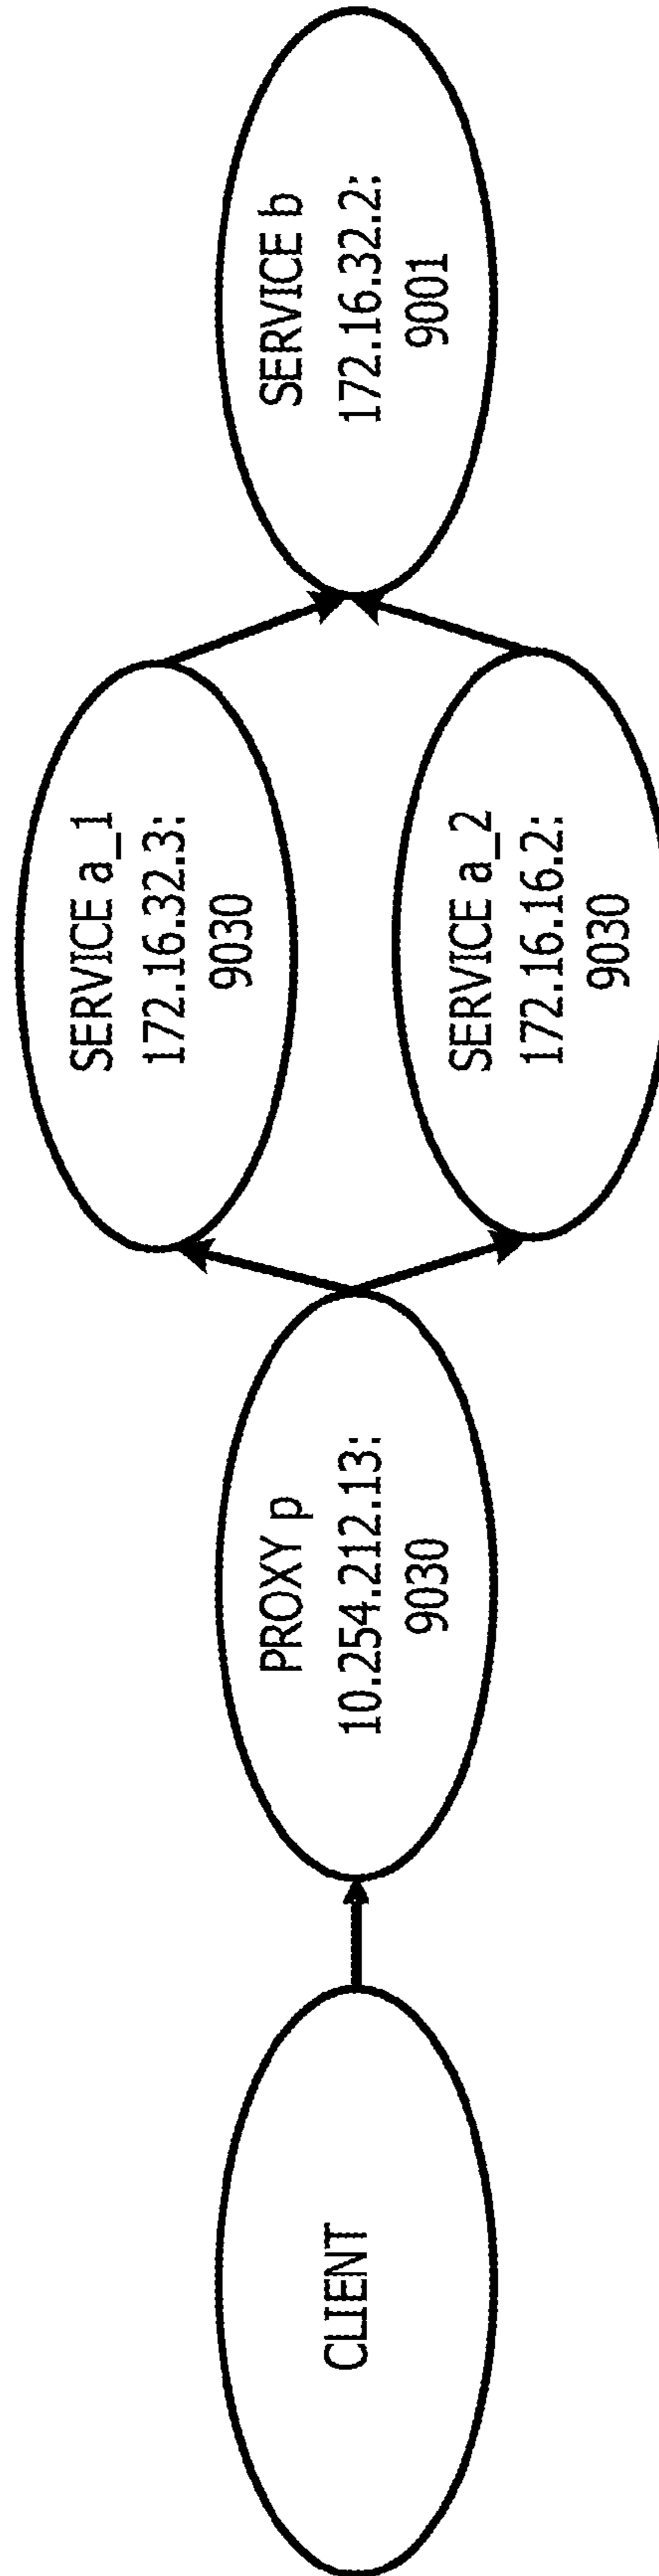 CLIENT
PROXY p
10.254.212.13:
9030
SERVICE a_1
172.16.32.3:
9030
SERVICE a_2
172.16.16.2:
9030
SERVICE b
172.16.32.2:
9001